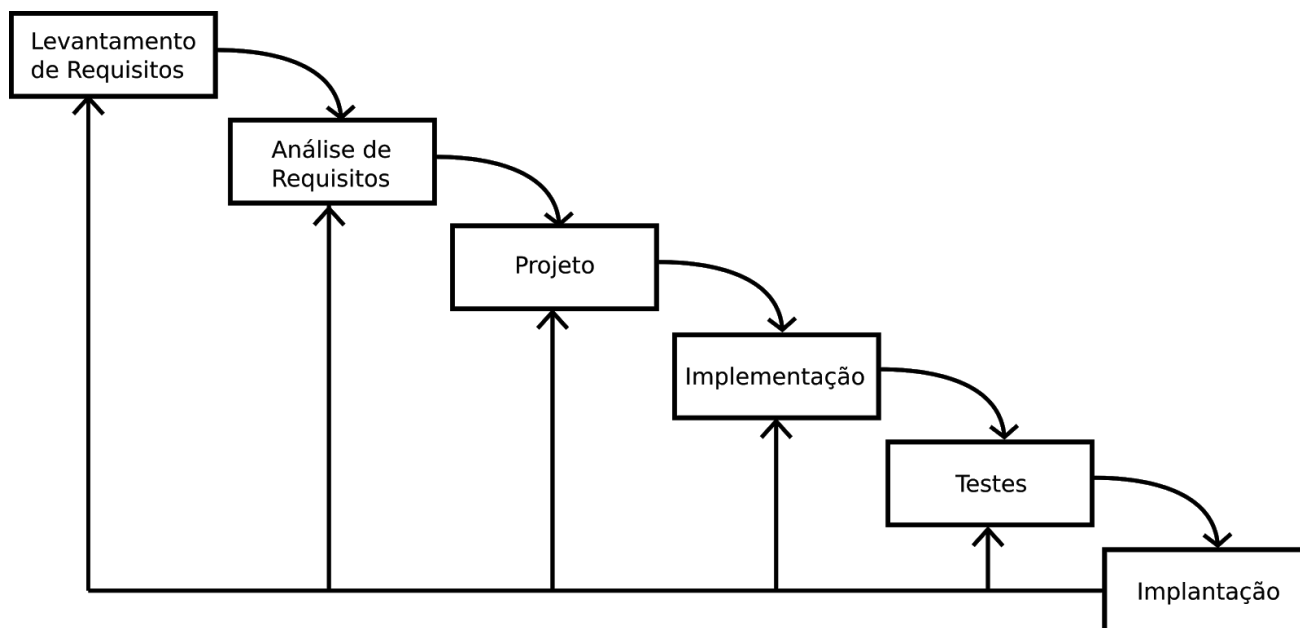 Levantamento
de Requisitos
Análise de
Requisitos
Projeto
Implementação
Testes
Implantação